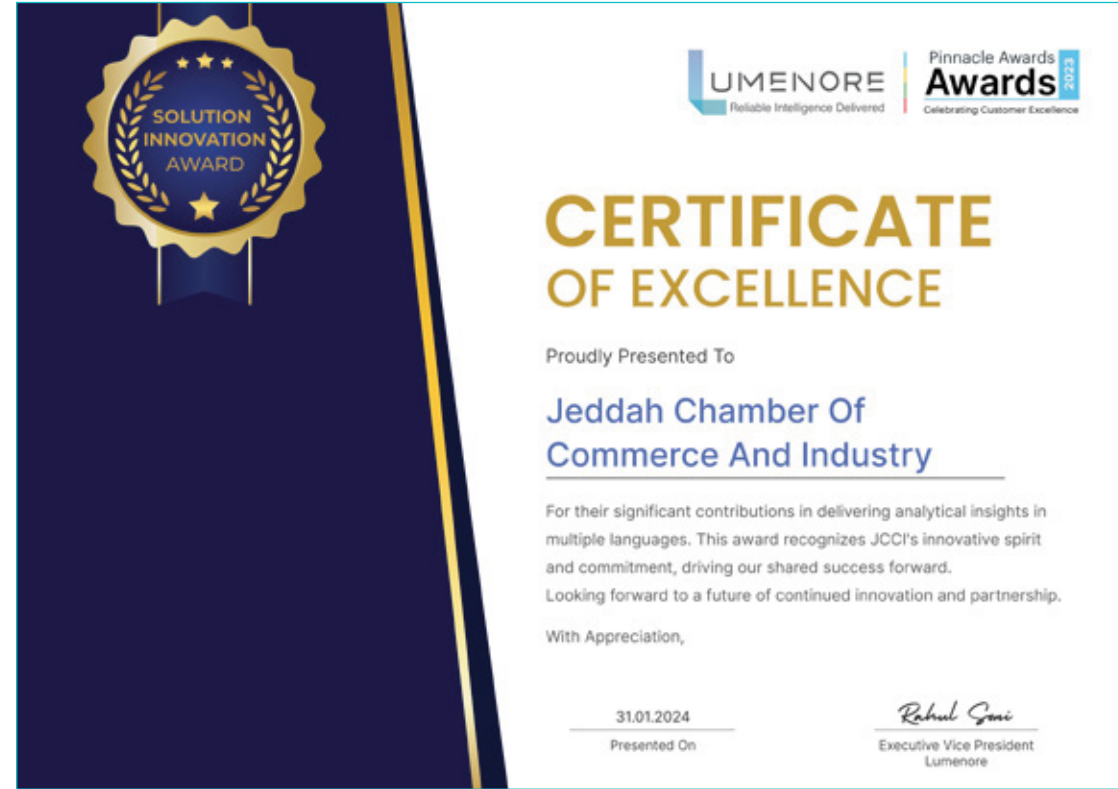 SOLUTION
INNOVATION
AWARD
LUMENORE
Reliable Intelligence Delivered
Pinnacle Awards
Awards
2023
Celebrating Customer Excellence
CERTIFICATE
OF EXCELLENCE
Proudly Presented To
Jeddah Chamber Of
Commerce And Industry
For their significant contributions in delivering analytical insights in
multiple languages. This award recognizes JCCI's innovative spirit
and commitment, driving our shared success forward.
Looking forward to a future of continued innovation and partnership.
With Appreciation,
31.01.2024
Presented On
Rahul Soni
Executive Vice President
Lumenore